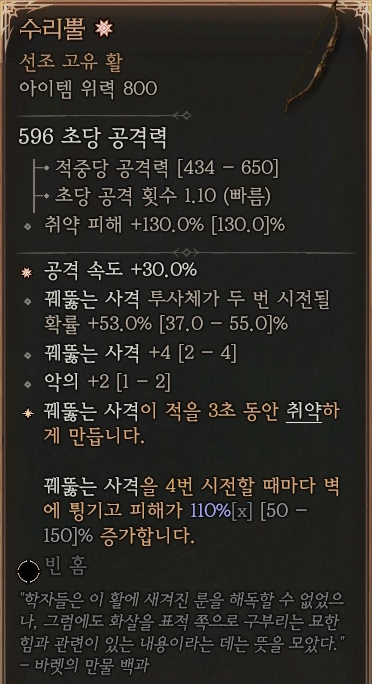 수리뿔
선조 고유 활
아이템 위력 800
596 초당 공격력
적중당 공격력 [434 - 650]
초당 공격 횟수 1.10 (빠름)
취약 피해 +130.0% [130.0]%
공격 속도 +30.0%
꿰뚫는 사격 투사체가 두 번 시전될
확률 +53.0% [37.0 - 55.0]%
꿰뚫는 사격 +4 [2 - 4]
악의 +2 [1 - 2]
꿰뚫는 사격이 적을 3초 동안 취약하
게 만듭니다.
꿰뚫는 사격을 4번 시전할 때마다 벽
에 튕기고 피해가 110%[x] [50 -
150]% 증가합니다.
빈 홈
"학자들은 이 활에 새겨진 룬을 해독할 수 없었으
나, 그럼에도 화살을 표적 쪽으로 구부리는 묘한
힘과 관련이 있는 내용이라는 데는 뜻을 모았다."
- 바렛의 만물 백과